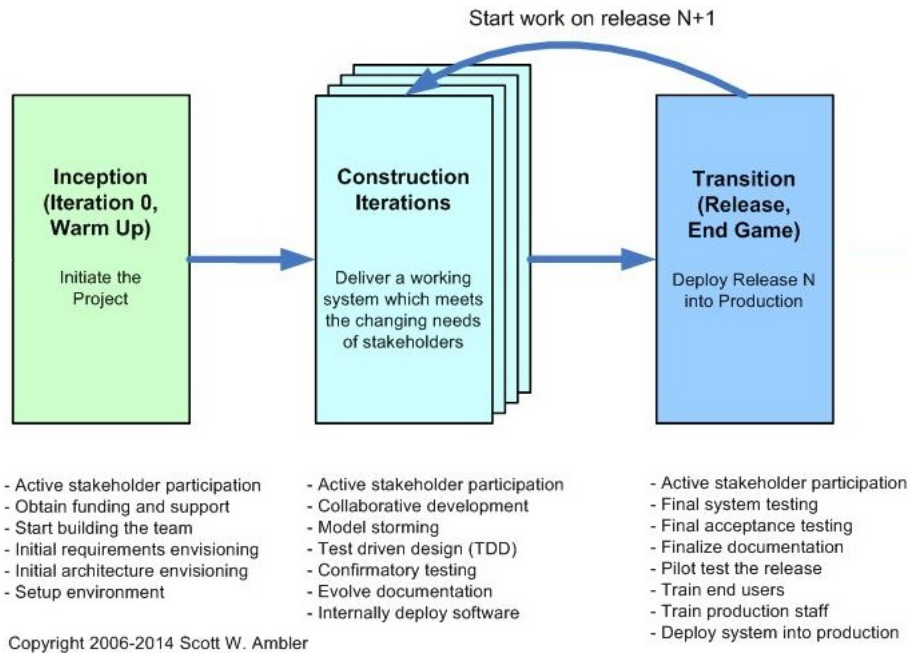 Start work on release N+1
Inception
(Iteration 0,
Warm Up)
Initiate the
Project
Construction
Iterations
Deliver a working
system which meets
the changing needs
of stakeholders
Transition
(Release,
End Game)
Deploy Release N
into Production
- Active stakeholder participation
- Obtain funding and support
- Start building the team
- Initial requirements envisioning
- Initial architecture envisioning
- Setup environment
- Active stakeholder participation
- Collaborative development
- Model storming
- Test driven design (TDD)
- Confirmatory testing
- Evolve documentation
- Internally deploy software
- Active stakeholder participation
- Final system testing
- Final acceptance testing
- Finalize documentation
- Pilot test the release
- Train end users
- Train production staff
- Deploy system into production
Copyright 2006-2014 Scott W. Ambler